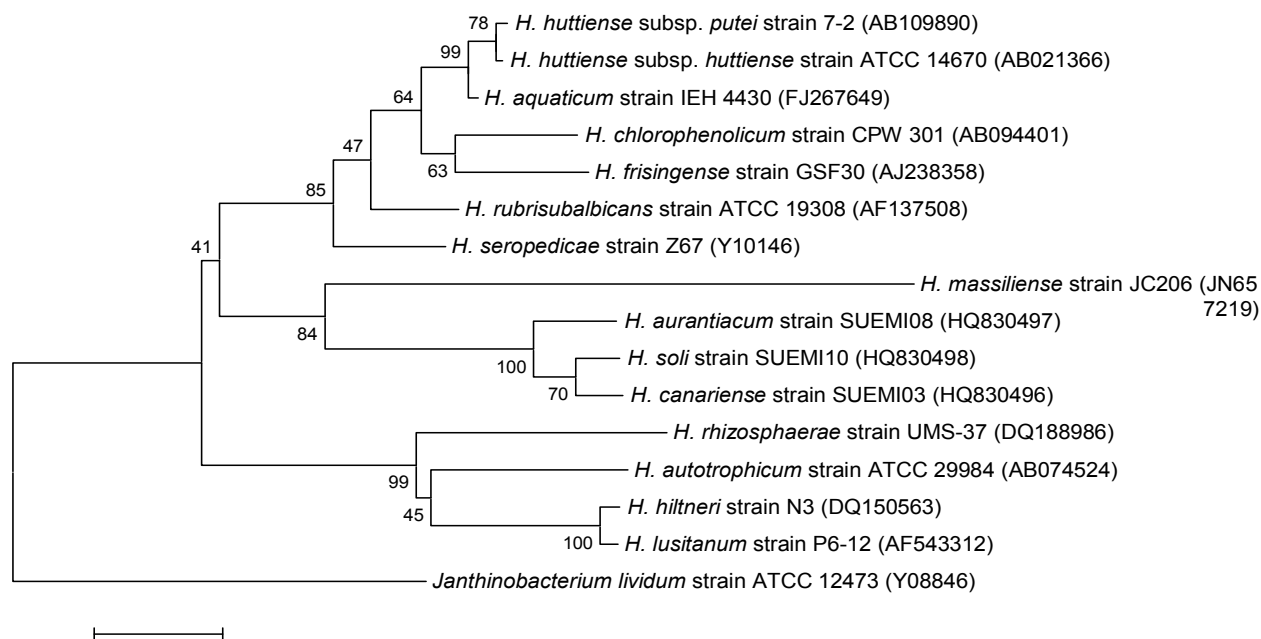 78
H. huttiense subsp. putei strain 7-2 (AB109890)
99
H. huttiense subsp. huttiense strain ATCC 14670 (AB021366)
64
H. aquaticum strain IEH 4430 (FJ267649)
47
H. chlorophenolicum strain CPW 301 (AB094401)
63
H. frisingense strain GSF30 (AJ238358)
85
H. rubrisubalbicans strain ATCC 19308 (AF137508)
41
H. seropedicae strain Z67 (Y10146)
H. massiliense strain JC206 (JN65
7219)
84
H. aurantiacum strain SUEMI08 (HQ830497)
100
H. soli strain SUEMI10 (HQ830498)
70
H. canariense strain SUEMI03 (HQ830496)
H. rhizosphaerae strain UMS-37 (DQ188986)
99
H. autotrophicum strain ATCC 29984 (AB074524)
45
H. hiltneri strain N3 (DQ150563)
100
H. lusitanum strain P6-12 (AF543312)
Janthinobacterium lividum strain ATCC 12473 (Y08846)